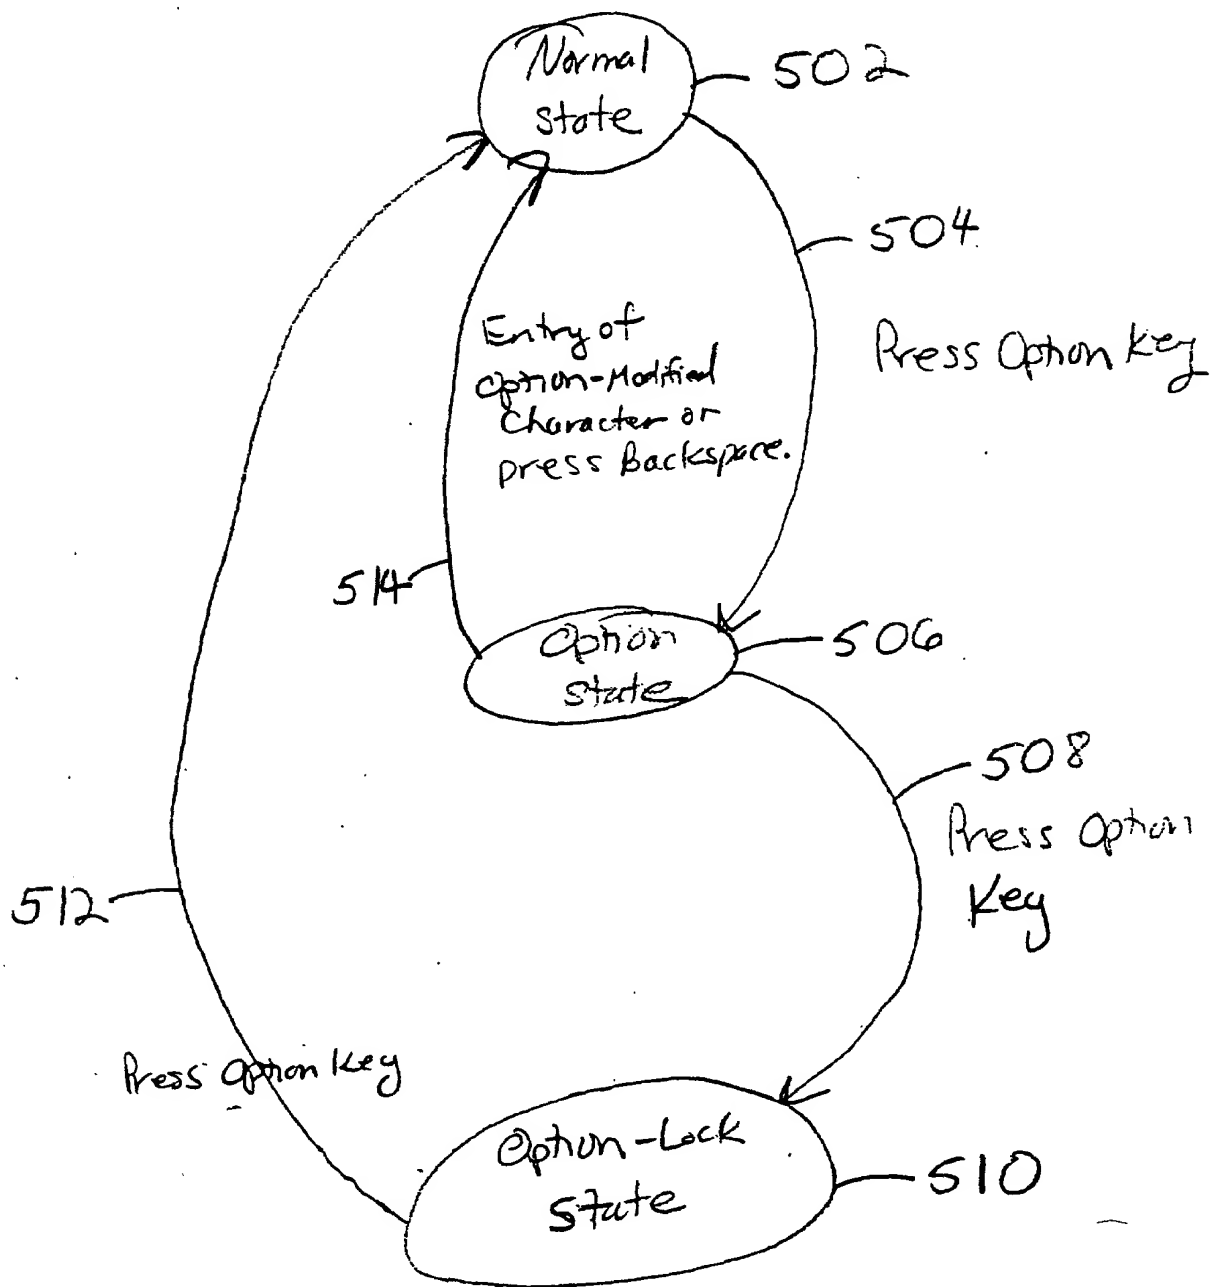 Normal
state
502
504
Press Option Key
Entry of
Option-Modified
Character or
press Backspace.
514
Option
state
506
508
Press Option
Key
512
Press Option Key
Option-Lock
State
510